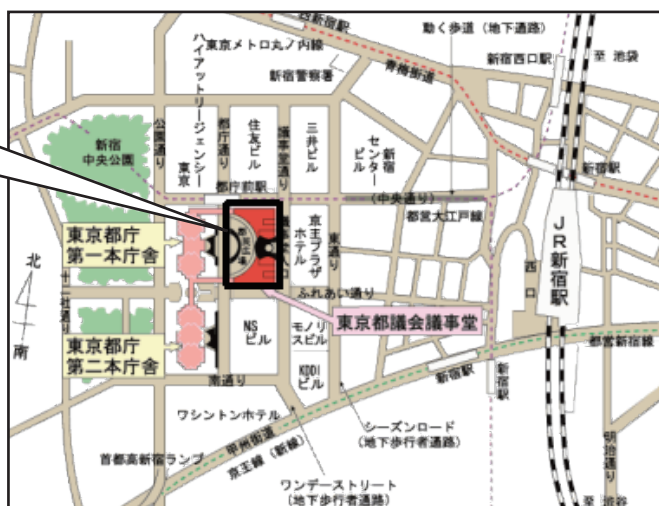 西新宿駅
動く歩道（地下通路）
東京メトロ丸ノ内線
新宿西口駅
至 池袋
青梅街道
新宿警察署
ハイアットリージェンシー
東京
公園通り
都庁通り
住友ビル
議事堂通り
三井ビル
新宿
センター
ビル
新宿
中央公園
新宿駅
都庁前駅
（中央通り）
都営大江戸線
東京都庁
第一本庁舎
都民広場
京王プラザ
ホテル
東通り
JR新宿駅
西口
北
南
十二社通り
ふれあい通り
東京都議会議事堂
東京都庁
第二本庁舎
NS
ビル
モノリ
スビル
KDDI
ビル
都営新宿線
新宿駅
新宿駅
南通り
ワシントンホテル
シーズンロード
（地下歩行者通路）
甲州街道
京王線（新線）
首都高新宿ランプ
明治通り
ワンデーストリート
（地下歩行者通路）
至 渋谷